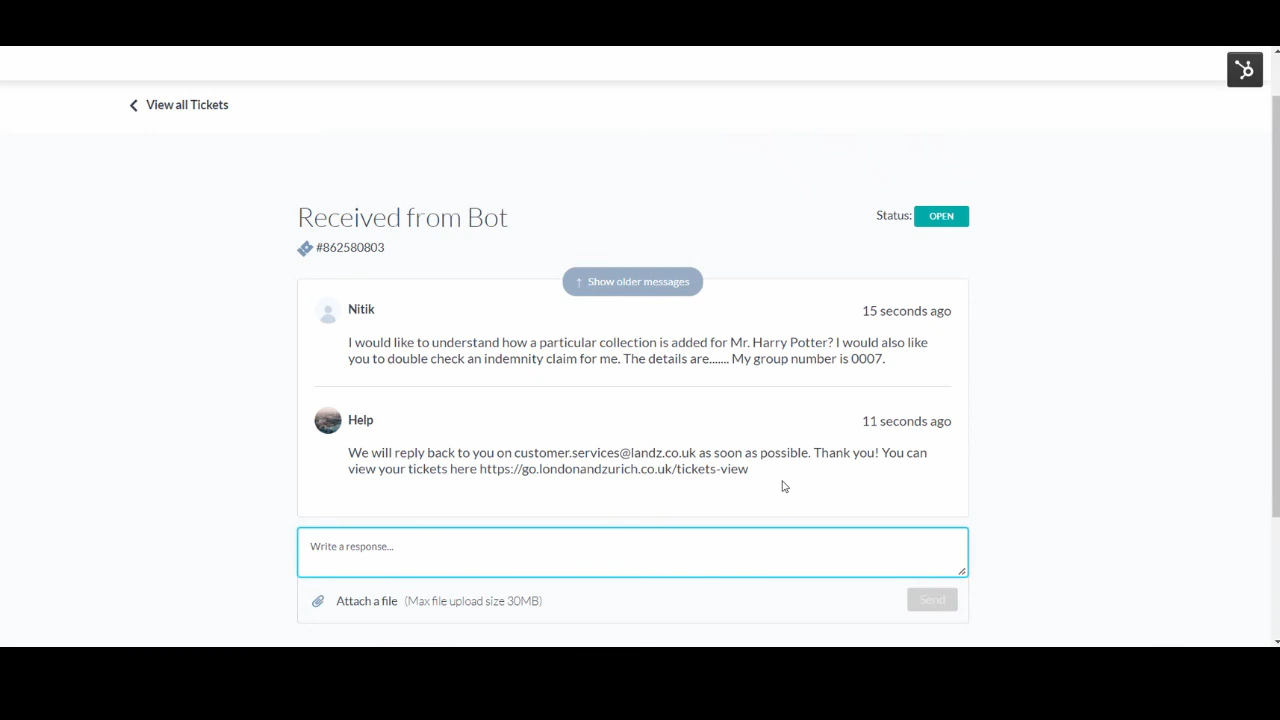 View all Tickets
Received from Bot
Status: OPEN
#862580803
↑ Show older messages
Nitik
15 seconds ago
I would like to understand how a particular collection is added for Mr. Harry Potter? I would also like
you to double check an indemnity claim for me. The details are....... My group number is 0007.
Help
11 seconds ago
We will reply back to you on customer.services@landz.co.uk as soon as possible. Thank you! You can
view your tickets here https://go.londonandzurich.co.uk/tickets-view
Write a response...
Attach a file (Max file upload size 30MB)
Send